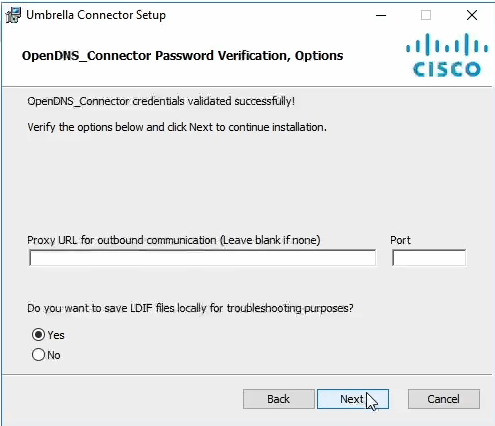 Umbrella Connector Setup
OpenDNS_Connector Password Verification, Options
CISCO
OpenDNS_Connector credentials validated successfully!
Verify the options below and click Next to continue installation.
Proxy URL for outbound communication (Leave blank if none) Port
Do you want to save LDIF files locally for troubleshooting purposes?
Yes
No
Back Next Cancel